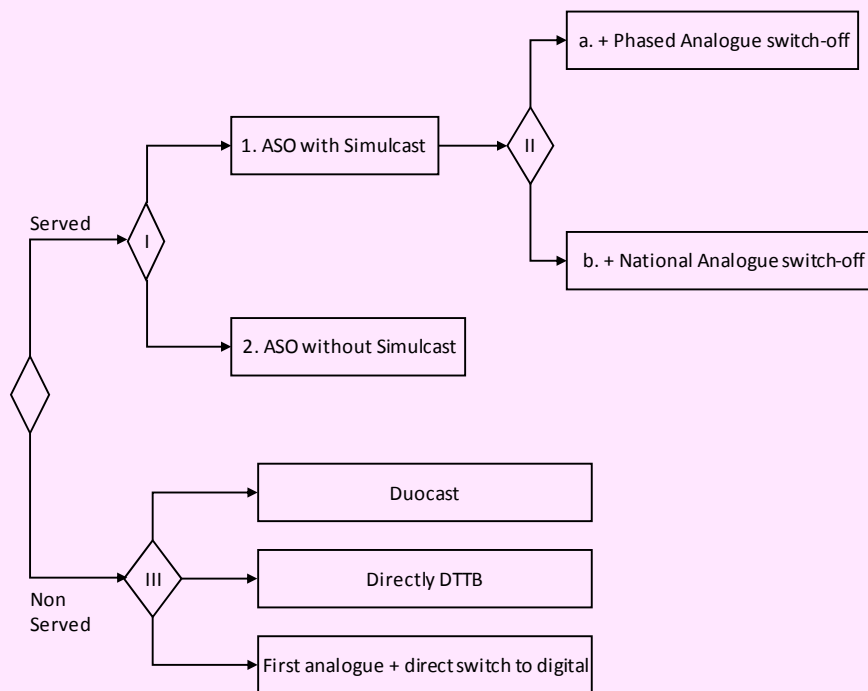 a. + Phased Analogue switch-off
1. ASO with Simulcast
II
Served
I
b. + National Analogue switch-off
2. ASO without Simulcast
Duocast
III
Directly DTTB
Non
Served
First analogue + direct switch to digital